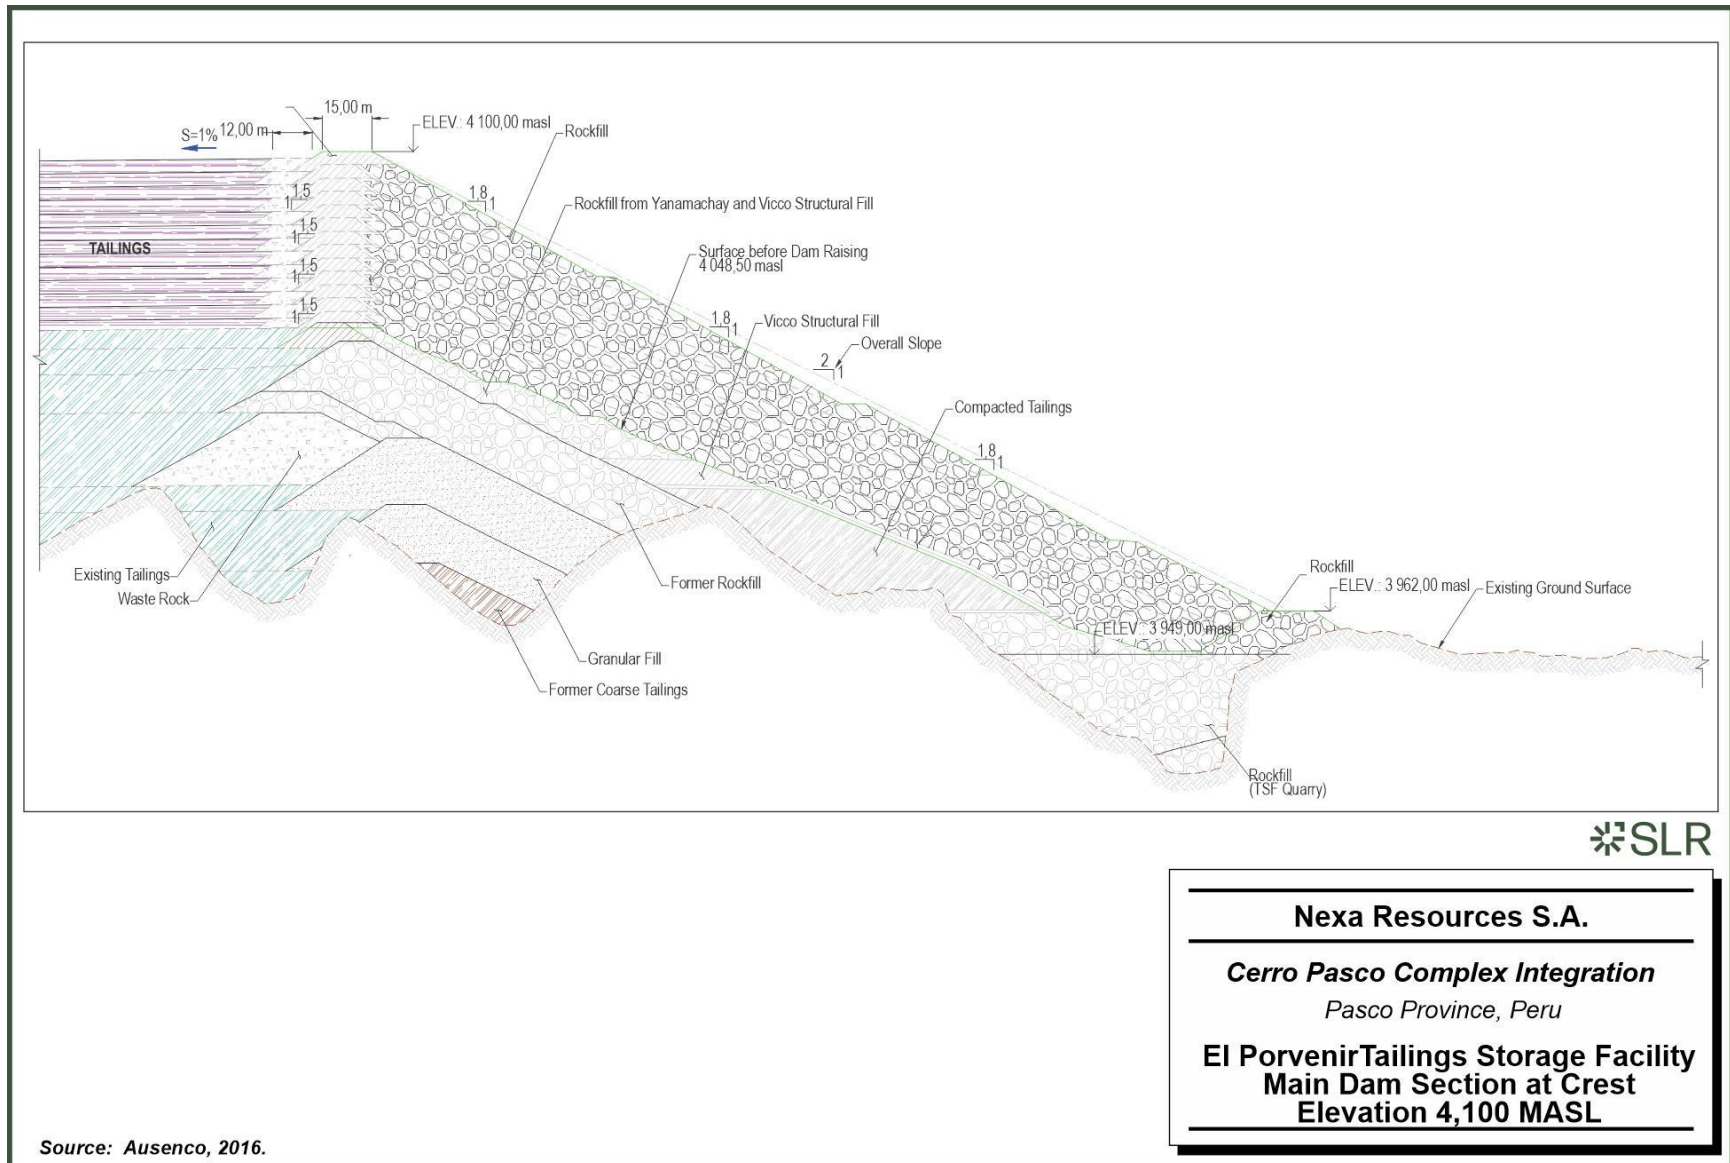 15,00 m
S=1% 12,00 m
ELEV.: 4 100,00 masl
Rockfill
1,8
1
1,5
1
Rockfill from Yanamachay and Vicco Structural Fill
1,5
1
TAILINGS
Surface before Dam Raising
4 048,50 masl
1,5
1
1,5
1
1,8
1
Vicco Structural Fill
Overall Slope
2
1
Compacted Tailings
1,8
1
Existing Tailings
Waste Rock
Former Rockfill
Rockfill
ELEV.: 3 962,00 masl
Existing Ground Surface
ELEV.: 3 949,00 masl
Granular Fill
Former Coarse Tailings
Rockfill
(TSF Quarry)
SLR
Nexa Resources S.A.
Cerro Pasco Complex Integration
Pasco Province, Peru
El PorvenirTailings Storage Facility
Main Dam Section at Crest
Elevation 4,100 MASL
Source: Ausenco, 2016.